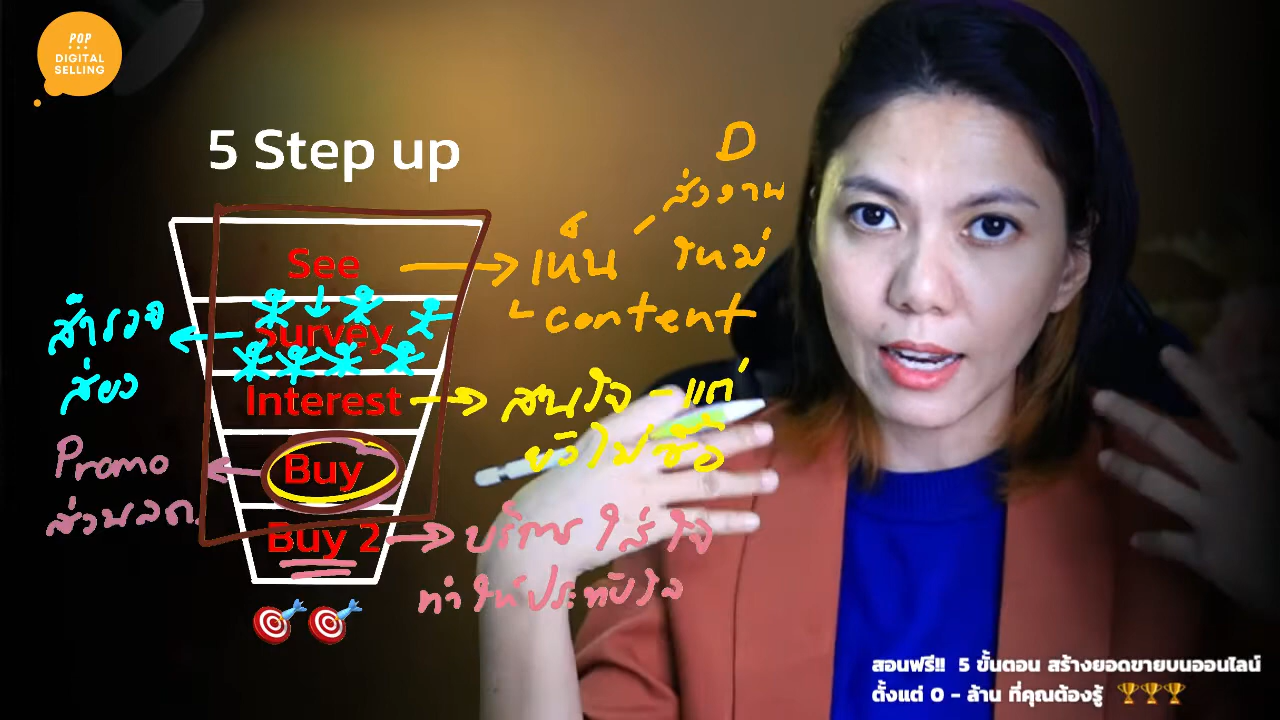 POP
DIGITAL
SELLING
5 Step up
See
เห็น
ส่องาน
ใหม่
content
Survey
สำรวจ
ส่อง
Interest
สนใจ - แต่
ยังไม่ซื้อ
Buy
Promo
ส่วนลด
Buy 2
บริการ ใส่ใจ
ทำให้ประทับใจ
D
สอนฟรี!! 5 ขั้นตอน สร้างยอดขายบนออนไลน์
ตั้งแต่ 0 - ล้าน ที่คุณต้องรู้